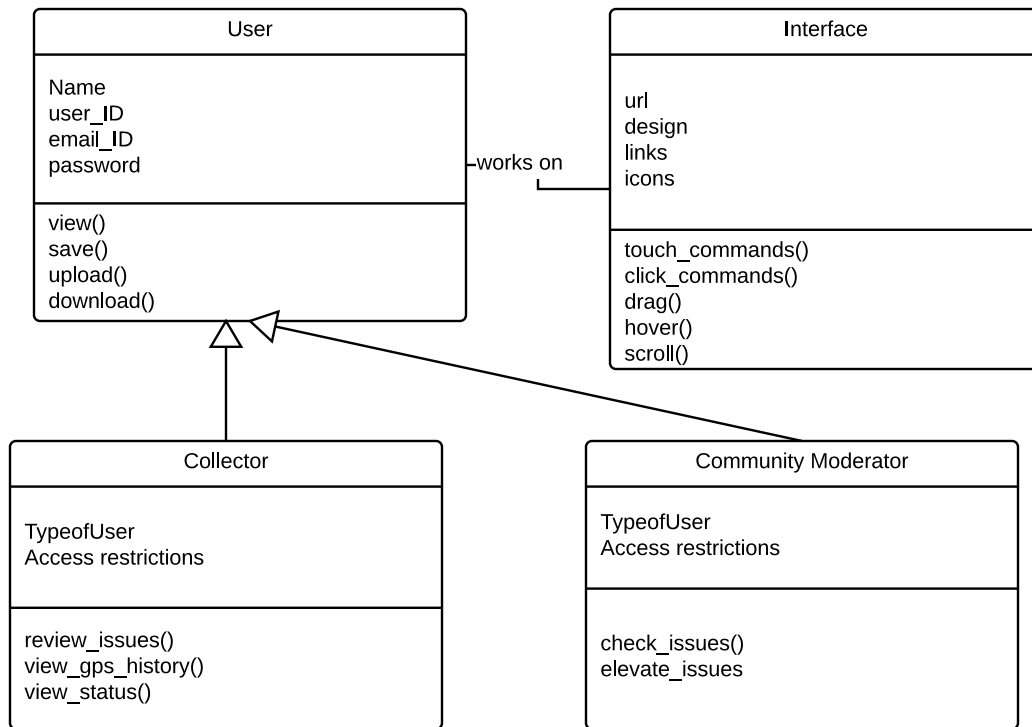 User
Name
user_ID
email_ID
password
view()
save()
upload()
download()
works on
Interface
url
design
links
icons
touch_commands()
click_commands()
drag()
hover()
scroll()
Collector
TypeofUser
Access restrictions
review_issues()
view_gps_history()
view_status()
Community Moderator
TypeofUser
Access restrictions
check_issues()
elevate_issues